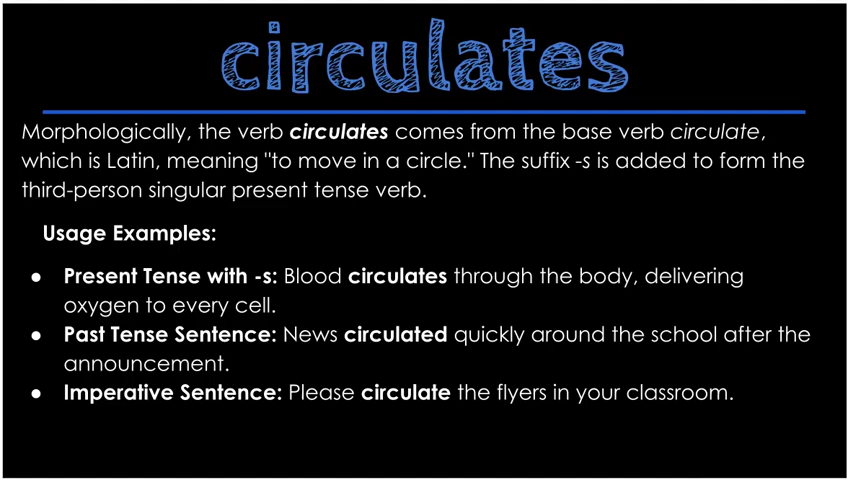 circulates
Morphologically, the verb circulates comes from the base verb circulate,
which is Latin, meaning "to move in a circle." The suffix -s is added to form the
third-person singular present tense verb.
Usage Examples:
● Present Tense with -s: Blood circulates through the body, delivering
oxygen to every cell.
● Past Tense Sentence: News circulated quickly around the school after the
announcement.
● Imperative Sentence: Please circulate the flyers in your classroom.